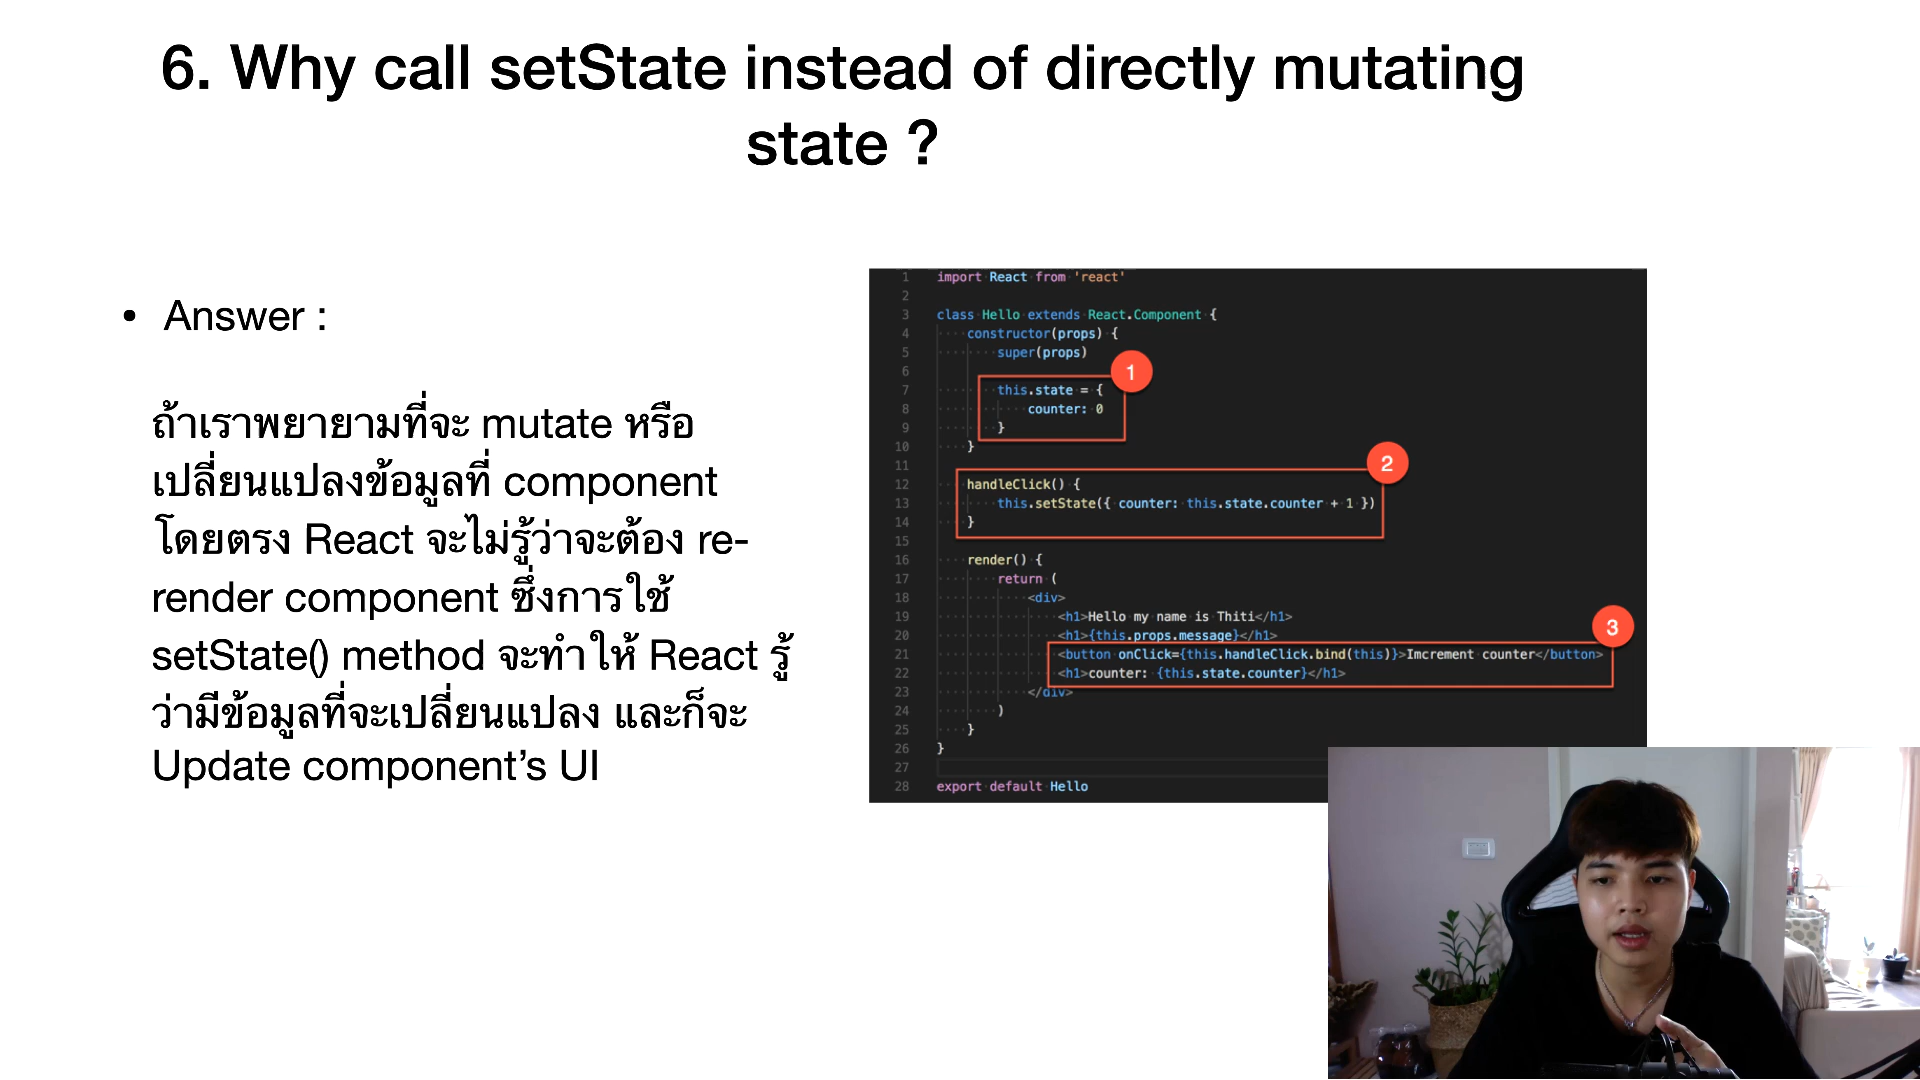 6. Why call setState instead of directly mutating
state ?
• Answer :
ถ้าเราพยายามที่จะ mutate หรือ
เปลี่ยนแปลงข้อมูลที่ component
โดยตรง React จะไม่รู้ว่าจะต้อง re-
render component ซึ่งการใช้
setState() method จะทำให้ React รู้
ว่ามีข้อมูลที่จะเปลี่ยนแปลง และก็จะ
Update component’s UI
1 import React from 'react'
2
3 class Hello extends React.Component {
4 constructor(props) {
5 super(props)
6
1
7 this.state = {
8 counter: 0
9 }
10 }
11
2
12 handleClick() {
13 this.setState({ counter: this.state.counter + 1 })
14 }
15
16 render() {
17 return (
18 <div>
19 <h1>Hello my name is Thiti</h1>
20 <h1>{this.props.message}</h1>
3
21 <button onClick={this.handleClick.bind(this)}>Imcrement counter</button>
22 <h1>counter: {this.state.counter}</h1>
23 </div>
24 )
25 }
26 }
27
28 export default Hello